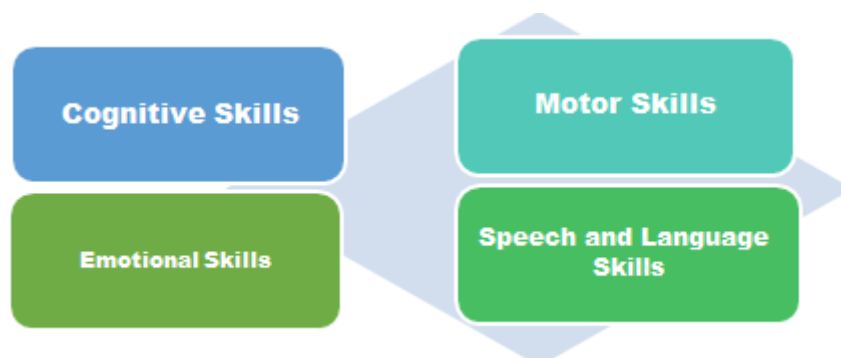 Cognitive Skills
Motor Skills
Emotional Skills
Speech and Language
Skills